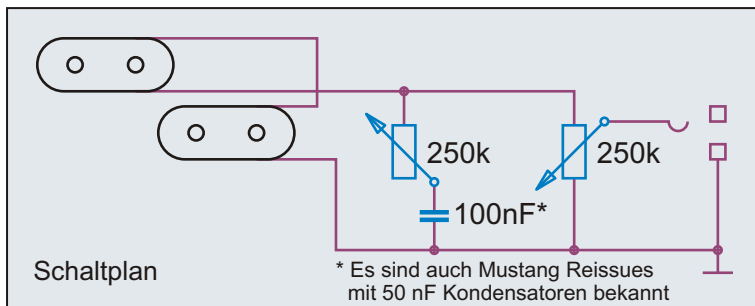 250k
250k
100nF*
Schaltplan
* Es sind auch Mustang Reissues
mit 50 nF Kondensatoren bekannt